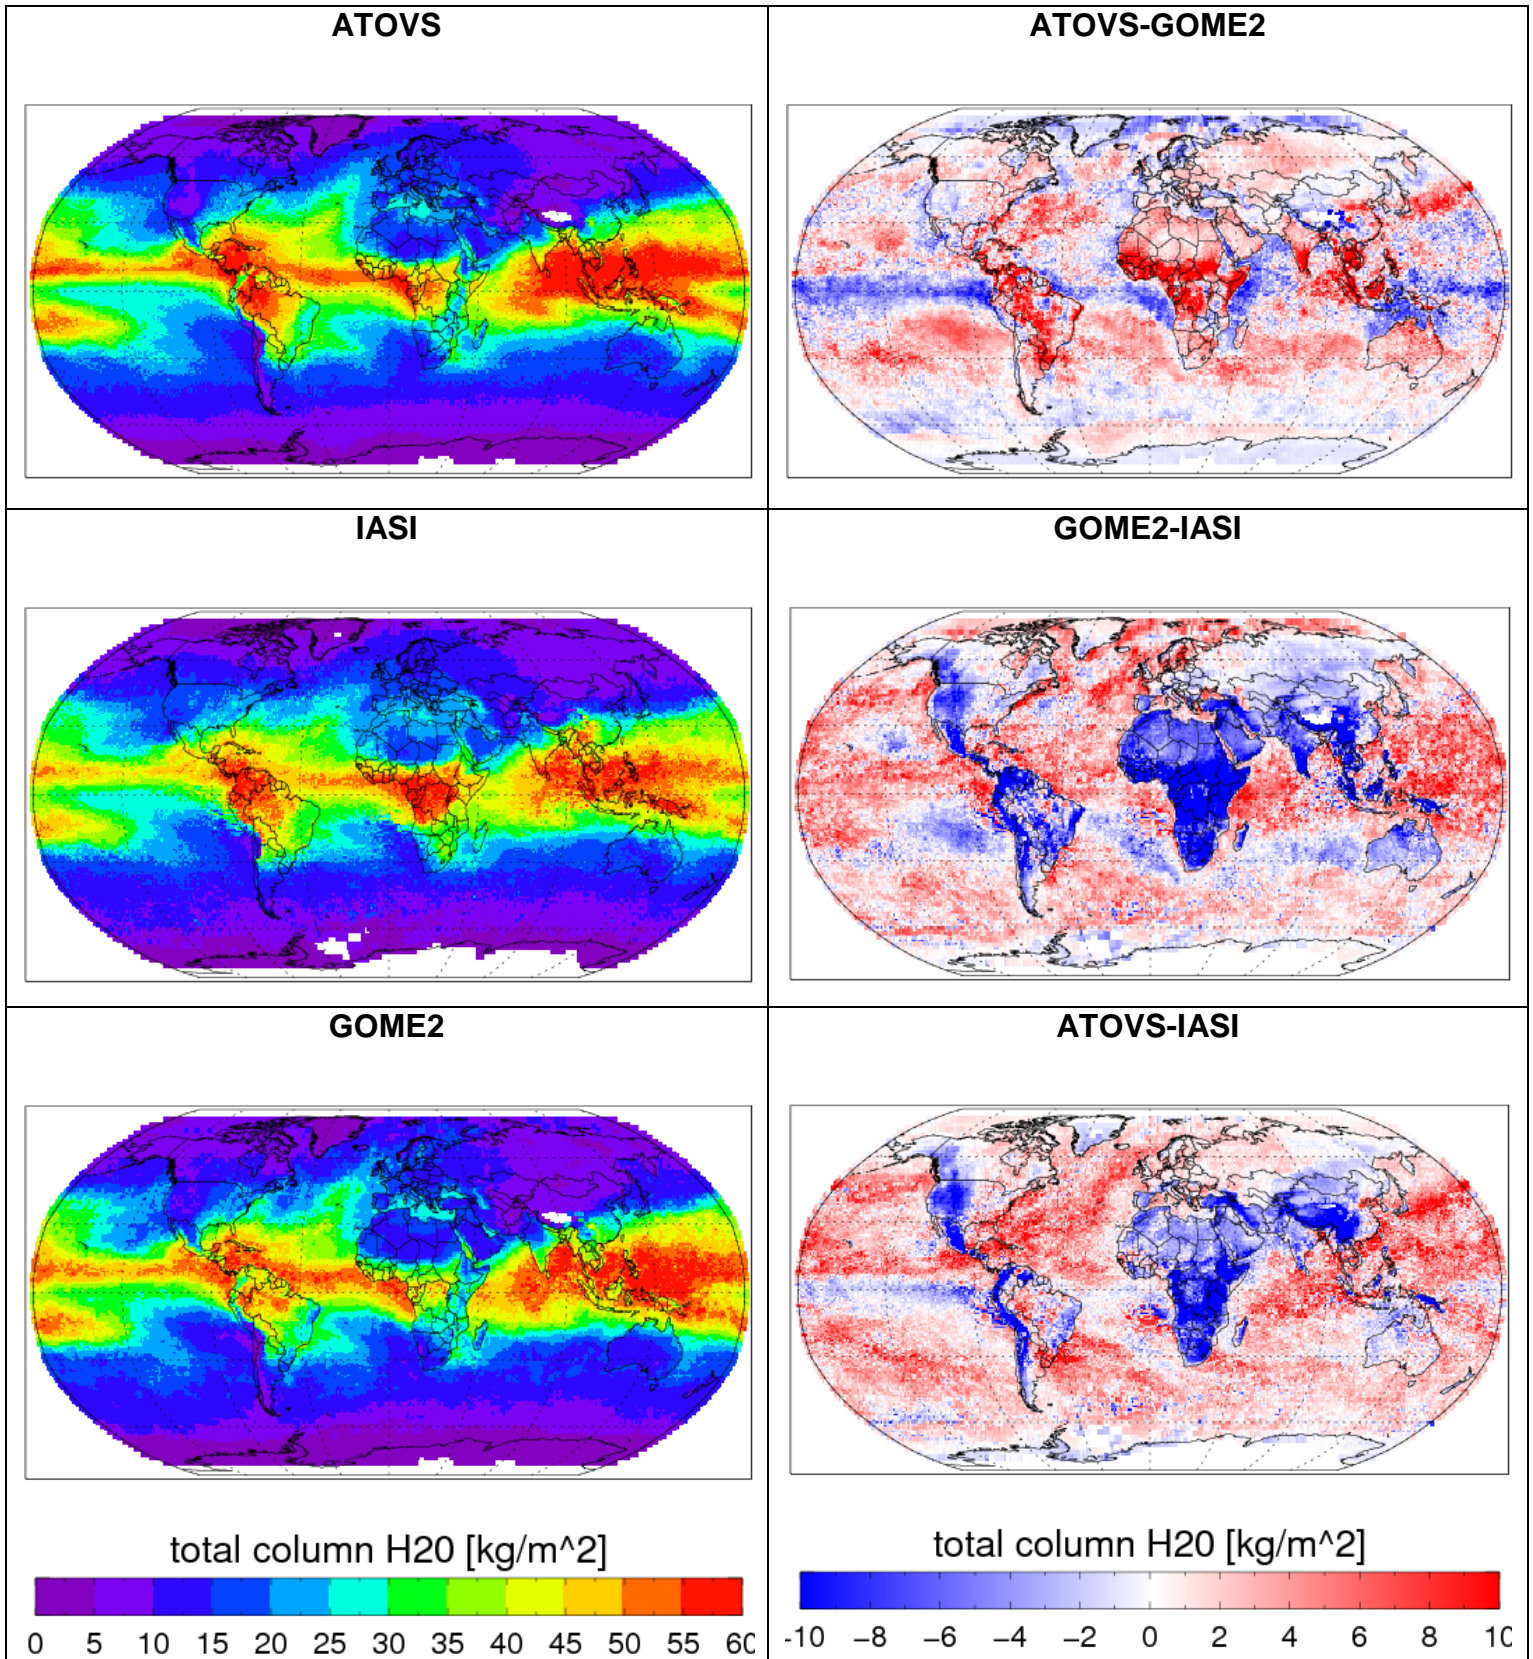 ATOVS
ATOVS-GOME2
IASI
GOME2-IASI
GOME2
ATOVS-IASI
total column H20 [kg/m^2]
0 5 10 15 20 25 30 35 40 45 50 55 60
total column H20 [kg/m^2]
-10 −8 −6 −4 −2 0 2 4 6 8 10